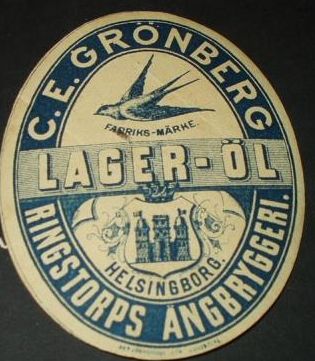 C. E. GRÖNBERG
FABRIKS-MÄRKE.
LAGER-ÖL
HELSINGBORG.
RINGSTORPS ÅNGBRYGGERI.